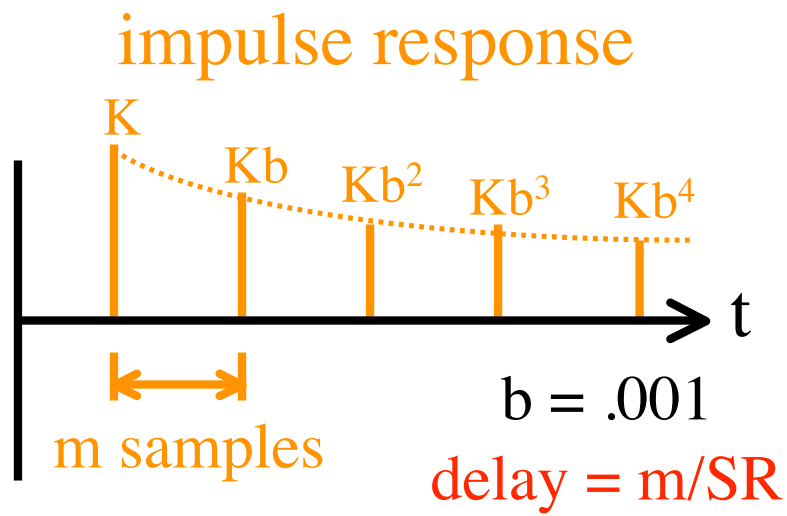 impulse response
K
Kb
Kb²
Kb³
Kb⁴
t
m samples
b = .001
delay = m/SR